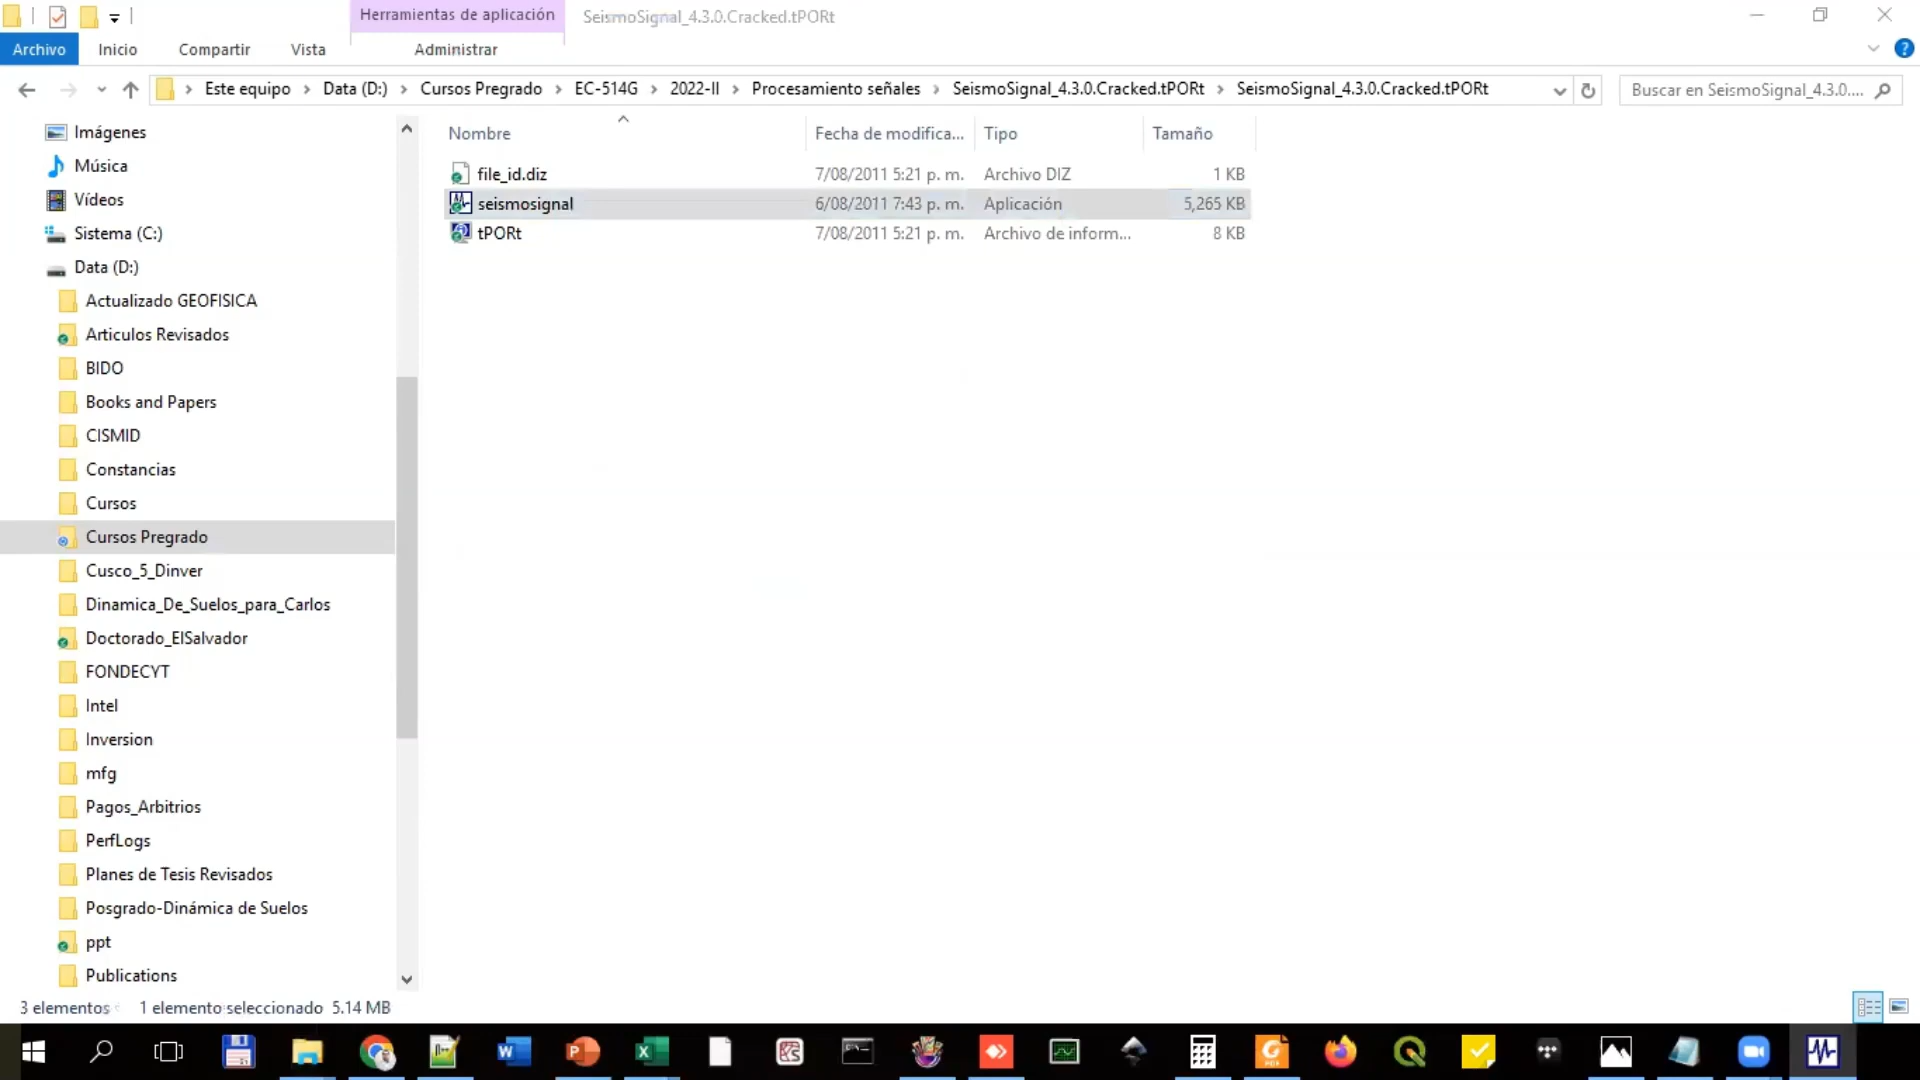 Herramientas de aplicación
SeismoSignal_4.3.0.Cracked.tPORt
Archivo Inicio Compartir Vista Administrar
Este equipo Data (D:) Cursos Pregrado EC-514G 2022-II Procesamiento señales SeismoSignal_4.3.0.Cracked.tPORt SeismoSignal_4.3.0.Cracked.tPORt
Buscar en SeismoSignal_4.3.0....
Imágenes
Música
Vídeos
Sistema (C:)
Data (D:)
Actualizado GEOFISICA
Articulos Revisados
BIDO
Books and Papers
CISMID
Constancias
Cursos
Cursos Pregrado
Cusco_5_Dinver
Dinamica_De_Suelos_para_Carlos
Doctorado_ElSalvador
FONDECYT
Intel
Inversion
mfg
Pagos_Arbitrios
PerfLogs
Planes de Tesis Revisados
Posgrado-Dinámica de Suelos
ppt
Publications
Nombre Fecha de modifica... Tipo Tamaño
file_id.diz 7/08/2011 5:21 p. m. Archivo DIZ 1 KB
seismosignal 6/08/2011 7:43 p. m. Aplicación 5,265 KB
tPORt 7/08/2011 5:21 p. m. Archivo de inform... 8 KB
3 elementos 1 elemento seleccionado 5.14 MB